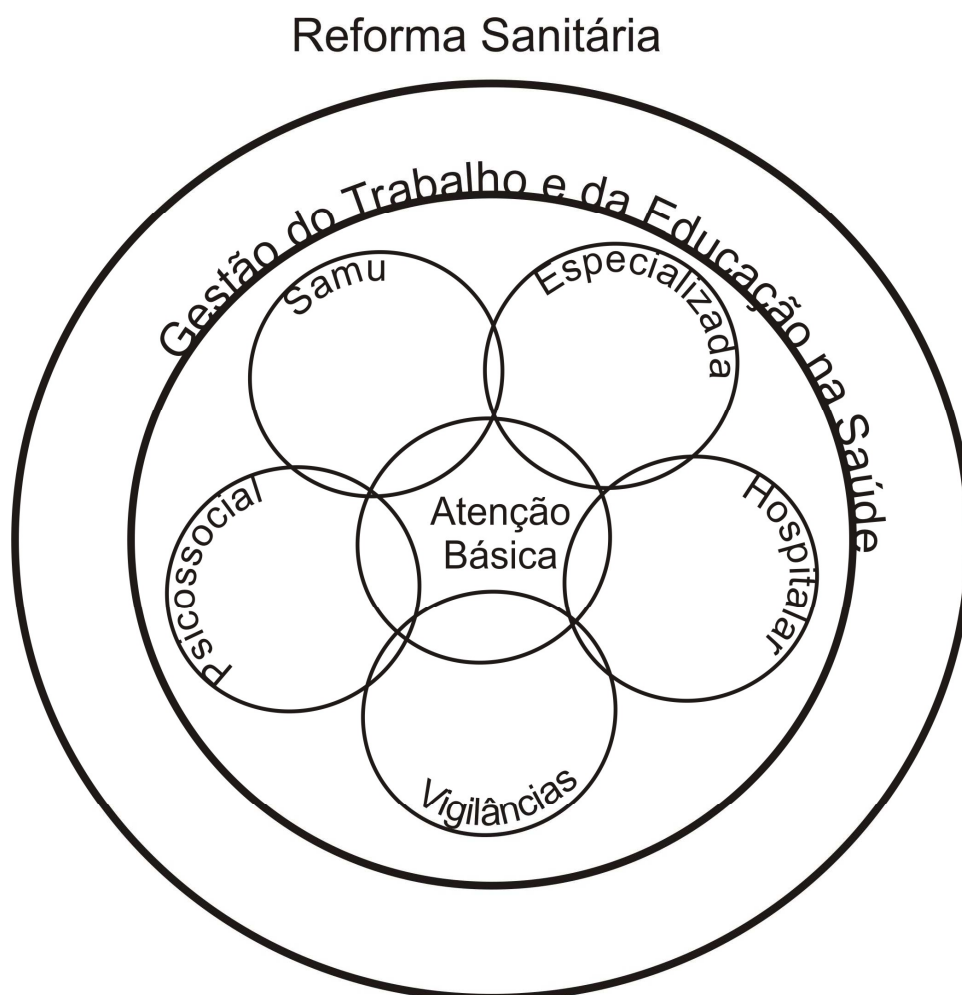 Reforma Sanitária
Gestão do Trabalho e da Educação na Saúde
Samu
Especializada
Psicossocial
Atenção
Básica
Hospitalar
Vigilâncias